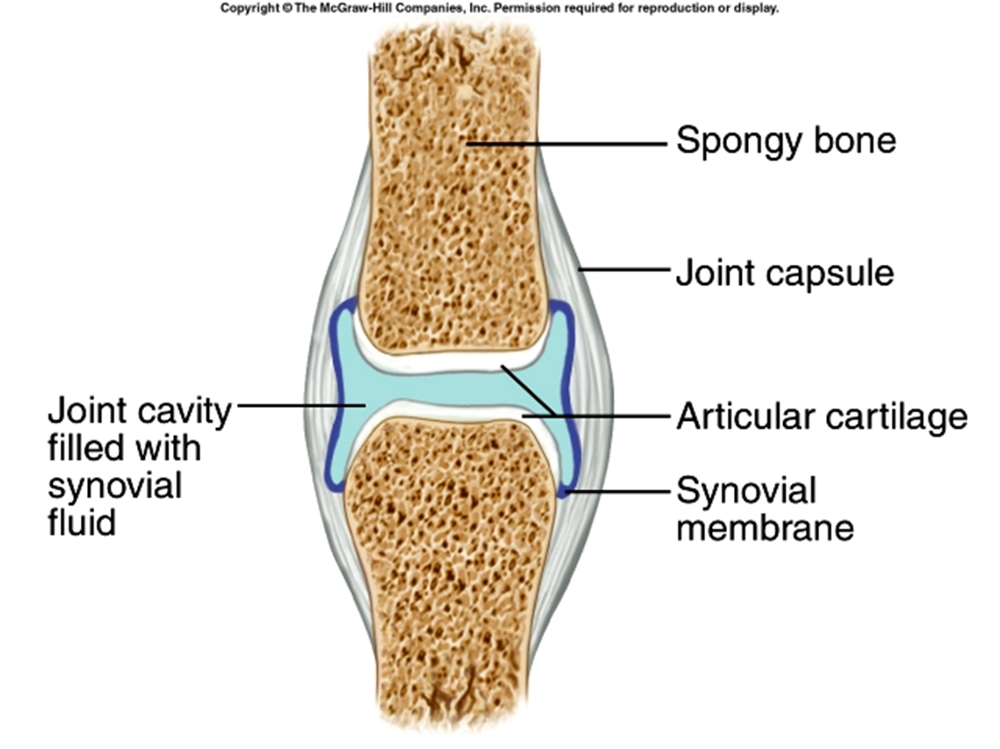 Copyright © The McGraw-Hill Companies, Inc. Permission required for reproduction or display.
Spongy bone
Joint capsule
Joint cavity
filled with
synovial
fluid
Articular cartilage
Synovial
membrane